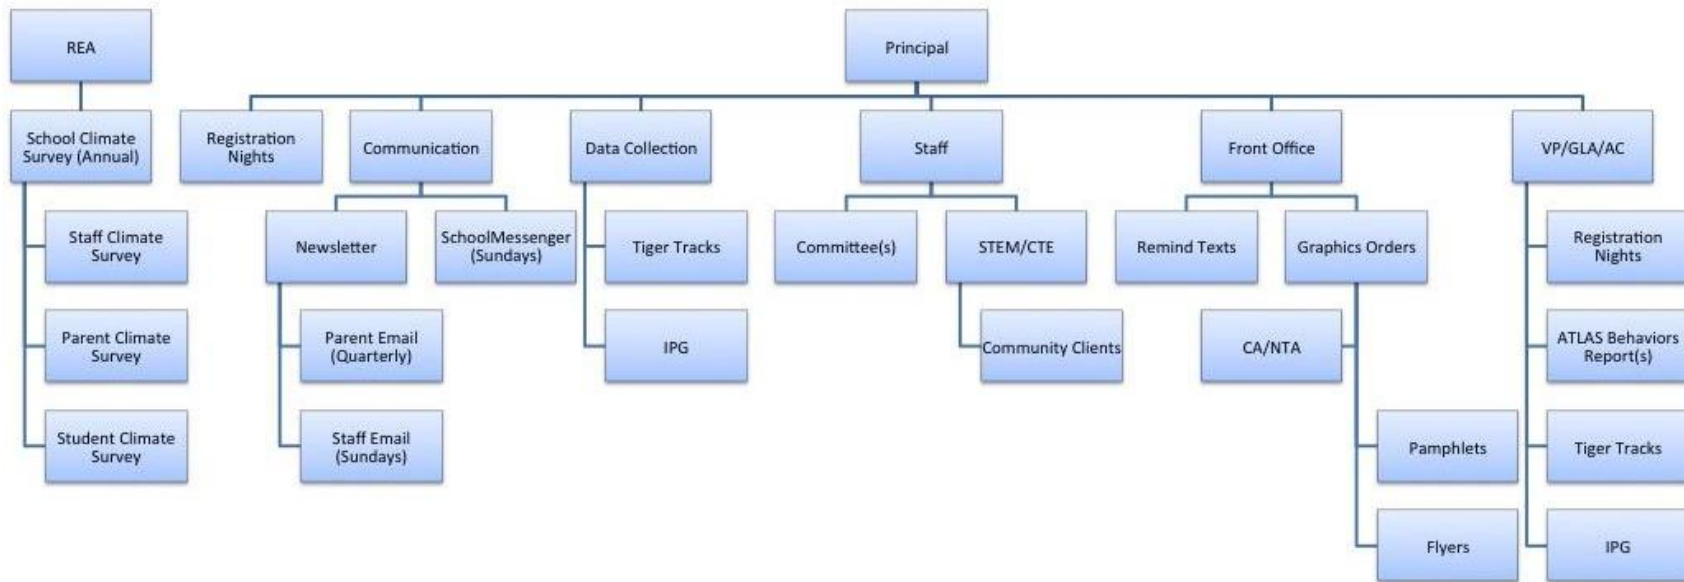 REA
Principal
School Climate
Survey (Annual)
Registration
Nights
Communication
Data Collection
Staff
Front Office
VP/GLA/AC
Staff Climate
Survey
Newsletter
SchoolMessenger
(Sundays)
Tiger Tracks
Committee(s)
STEM/CTE
Remind Texts
Graphics Orders
Registration
Nights
Parent Climate
Survey
Parent Email
(Quarterly)
IPG
Community Clients
CA/NTA
ATLAS Behaviors
Report(s)
Student Climate
Survey
Staff Email
(Sundays)
Pamphlets
Tiger Tracks
Flyers
IPG